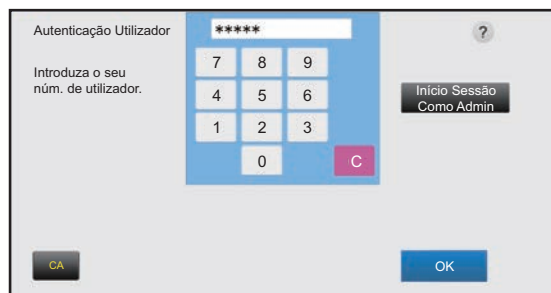 Autenticação Utilizador
*****
?
Introduza o seu
núm. de utilizador.
7 8 9
4 5 6
1 2 3
0 C
Início Sessão
Como Admin
CA
OK